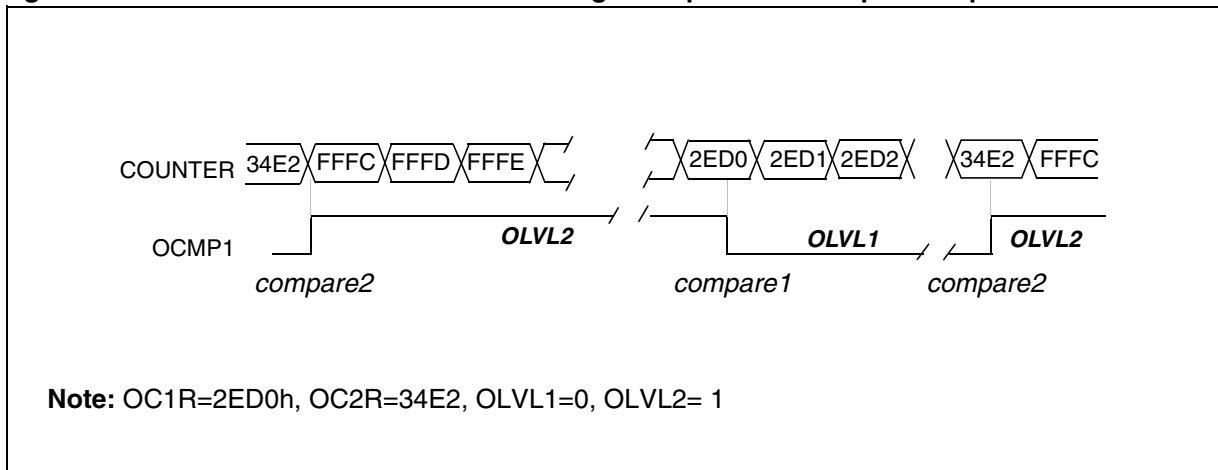 COUNTER 34E2 FFFC FFFD FFFE 2ED0 2ED1 2ED2 34E2 FFFC
OCMP1 OLVL2 OLVL1 OLVL2
compare2 compare1 compare2
Note: OC1R=2ED0h, OC2R=34E2, OLVL1=0, OLVL2= 1